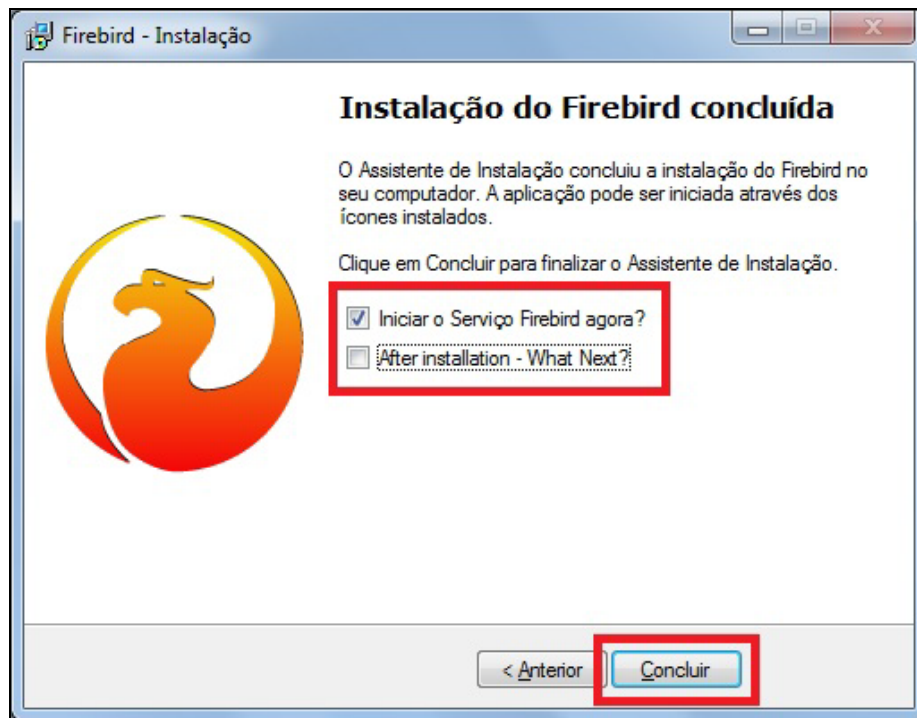 Firebird - Instalação
Instalação do Firebird concluída
O Assistente de Instalação concluiu a instalação do Firebird no
seu computador. A aplicação pode ser iniciada através dos
ícones instalados.
Clique em Concluir para finalizar o Assistente de Instalação.
Iniciar o Serviço Firebird agora?
After installation - What Next?
< Anterior
Concluir